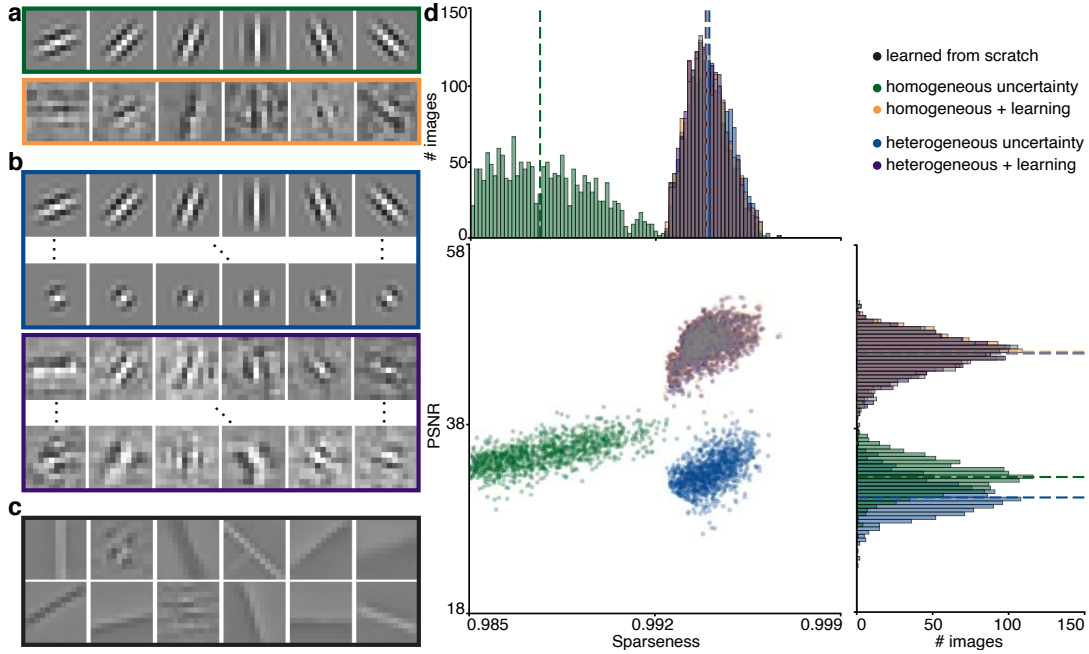 a
b
c
d
150
100
50
0
# images
learned from scratch
homogeneous uncertainty
homogeneous + learning
heterogeneous uncertainty
heterogeneous + learning
58
38
18
PSNR
0.985
0.992
0.999
Sparseness
0
50
100
150
# images